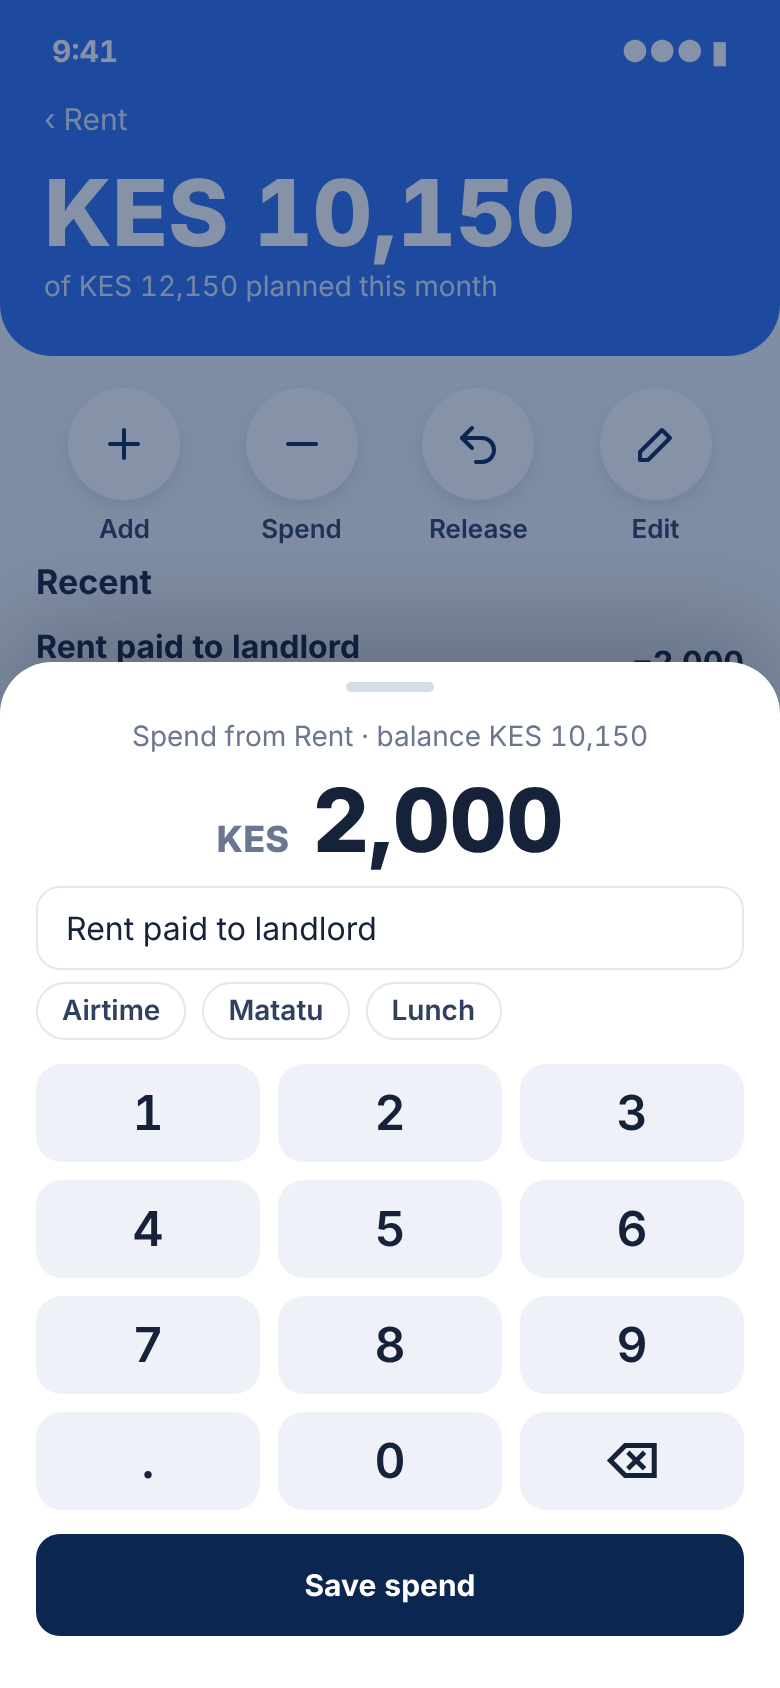 9:41
‹ Rent
KES 10,150
of KES 12,150 planned this month
Add Spend Release Edit
Recent
Rent paid to landlord −2,000
Spend from Rent · balance KES 10,150
KES 2,000
Rent paid to landlord
Airtime Matatu Lunch
1 2 3
4 5 6
7 8 9
. 0
Save spend